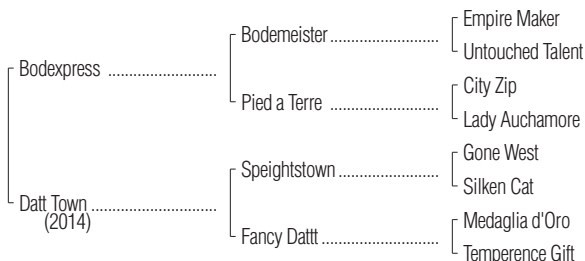 Empire Maker
Bodemeister ........................
Untouched Talent
Bodexpress ........................
City Zip
Pied a Terre ........................
Lady Auchamore
Gone West
Speightstown ........................
Silken Cat
Datt Town ........................
(2014)
Medaglia d'Oro
Fancy Dattt ........................
Temperence Gift